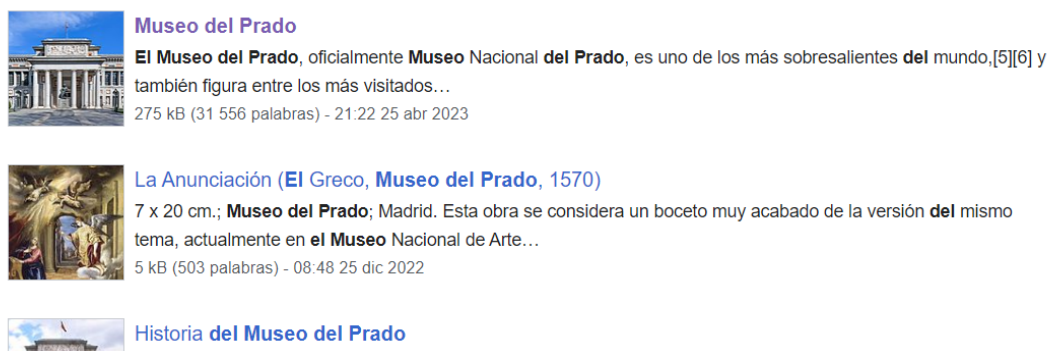 Museo del Prado
El Museo del Prado, oficialmente Museo Nacional del Prado, es uno de los más sobresalientes del mundo,[5][6] y
también figura entre los más visitados…
275 kB (31 556 palabras) - 21:22 25 abr 2023
La Anunciación (El Greco, Museo del Prado, 1570)
7 x 20 cm.; Museo del Prado; Madrid. Esta obra se considera un boceto muy acabado de la versión del mismo
tema, actualmente en el Museo Nacional de Arte…
5 kB (503 palabras) - 08:48 25 dic 2022
Historia del Museo del Prado